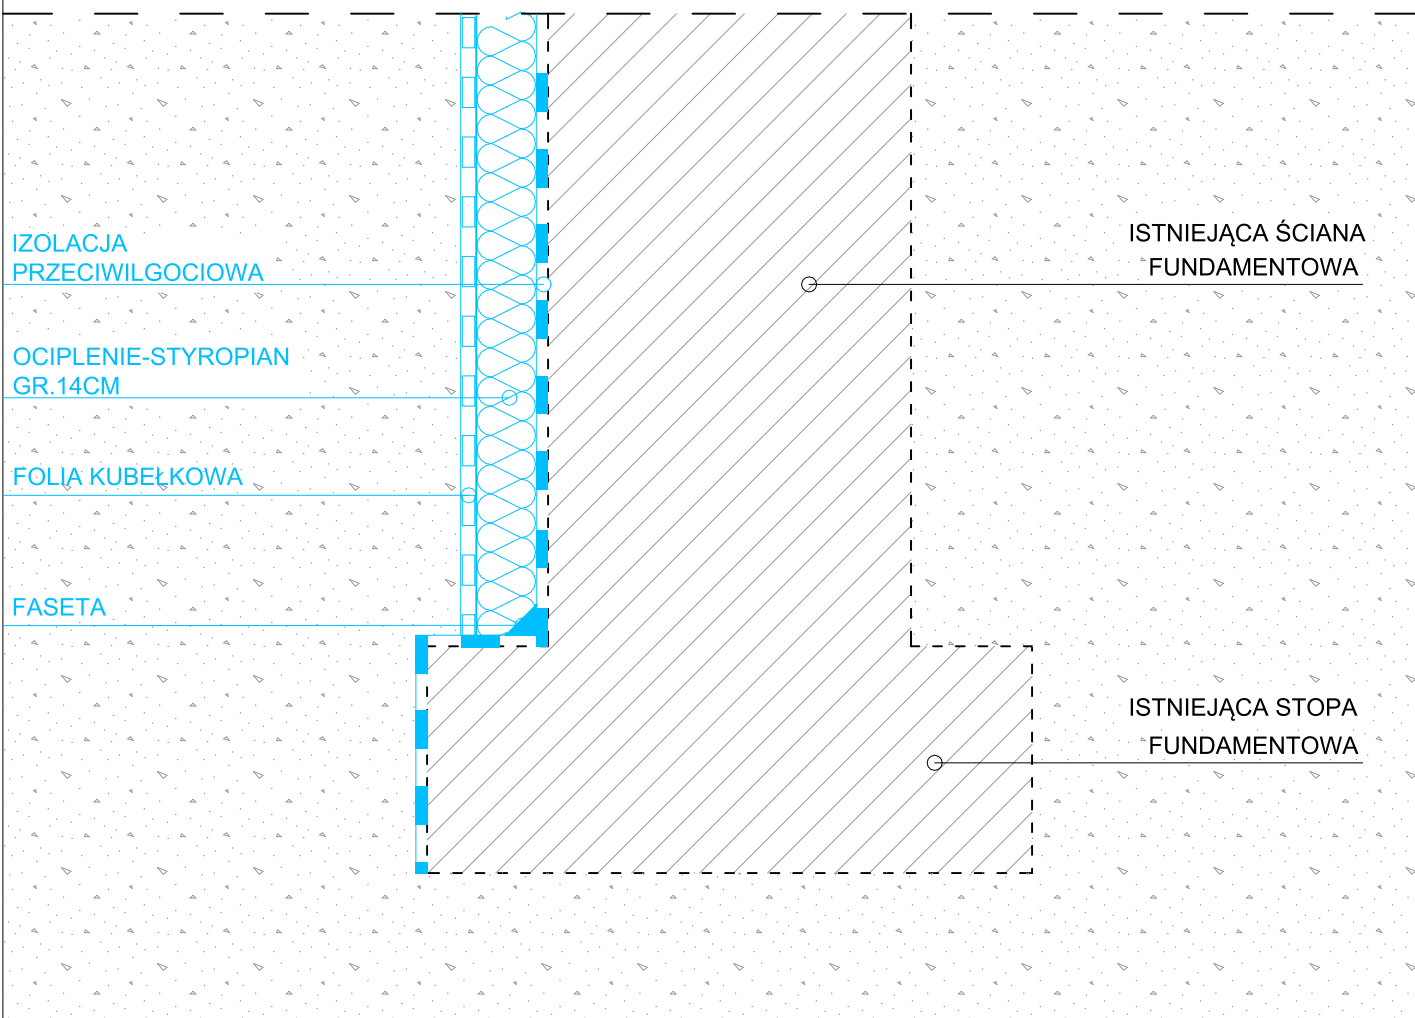 IZOLACJA
PRZECIWILGOCIOWA
OCIPLENIE-STYROPIAN
GR.14CM
FOLIA KUBEŁKOWA
FASETA
ISTNIEJĄCA ŚCIANA
FUNDAMENTOWA
ISTNIEJĄCA STOPA
FUNDAMENTOWA